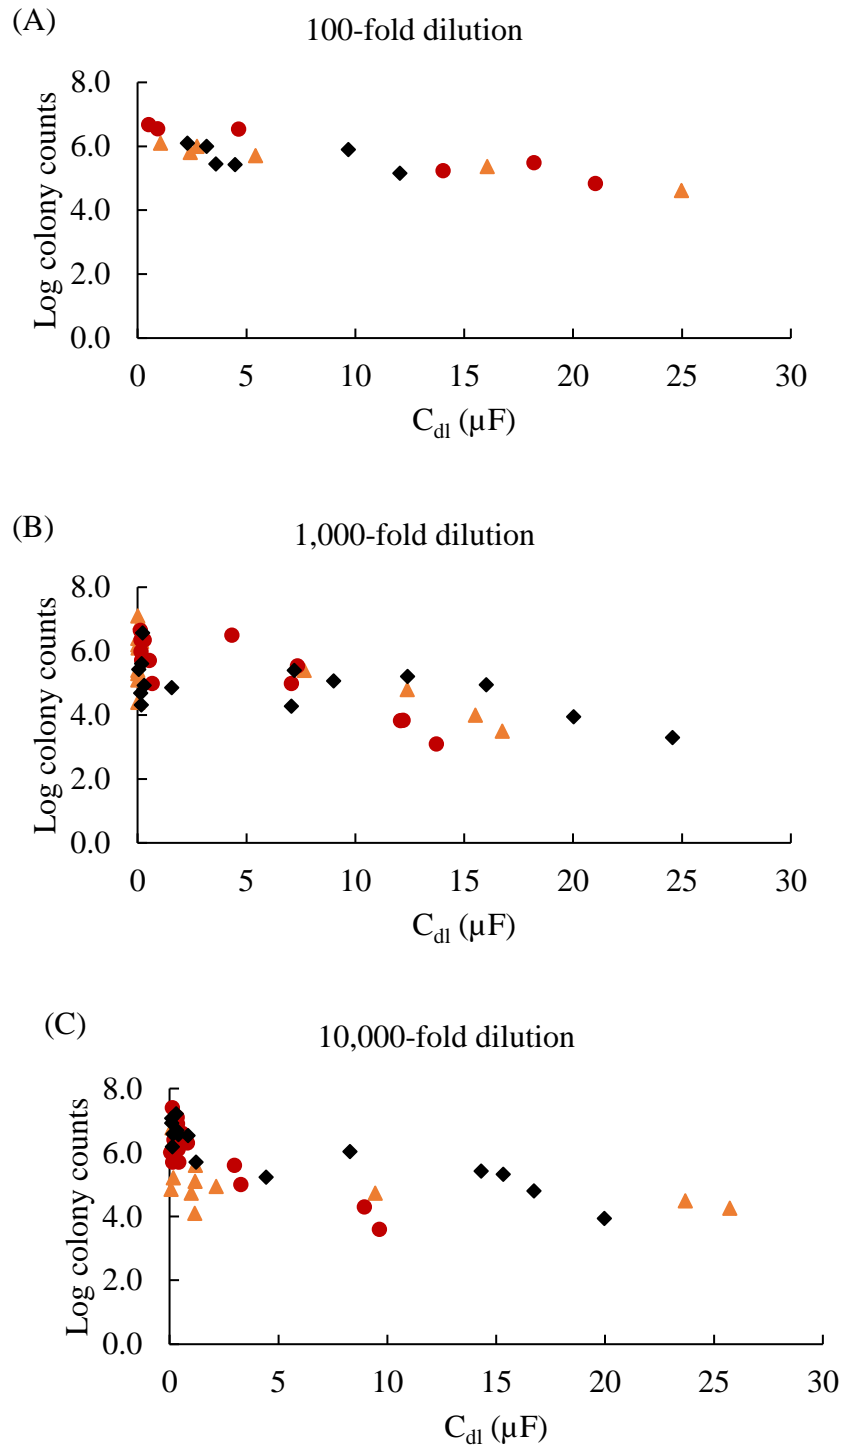 (A)
100-fold dilution
Log colony counts
8.0
6.0
4.0
2.0
0.0
0 5 10 15 20 25 30
C_dl (µF)
(B)
1,000-fold dilution
Log colony counts
8.0
6.0
4.0
2.0
0.0
0 5 10 15 20 25 30
C_dl (µF)
(C)
10,000-fold dilution
Log colony counts
8.0
6.0
4.0
2.0
0.0
0 5 10 15 20 25 30
C_dl (µF)